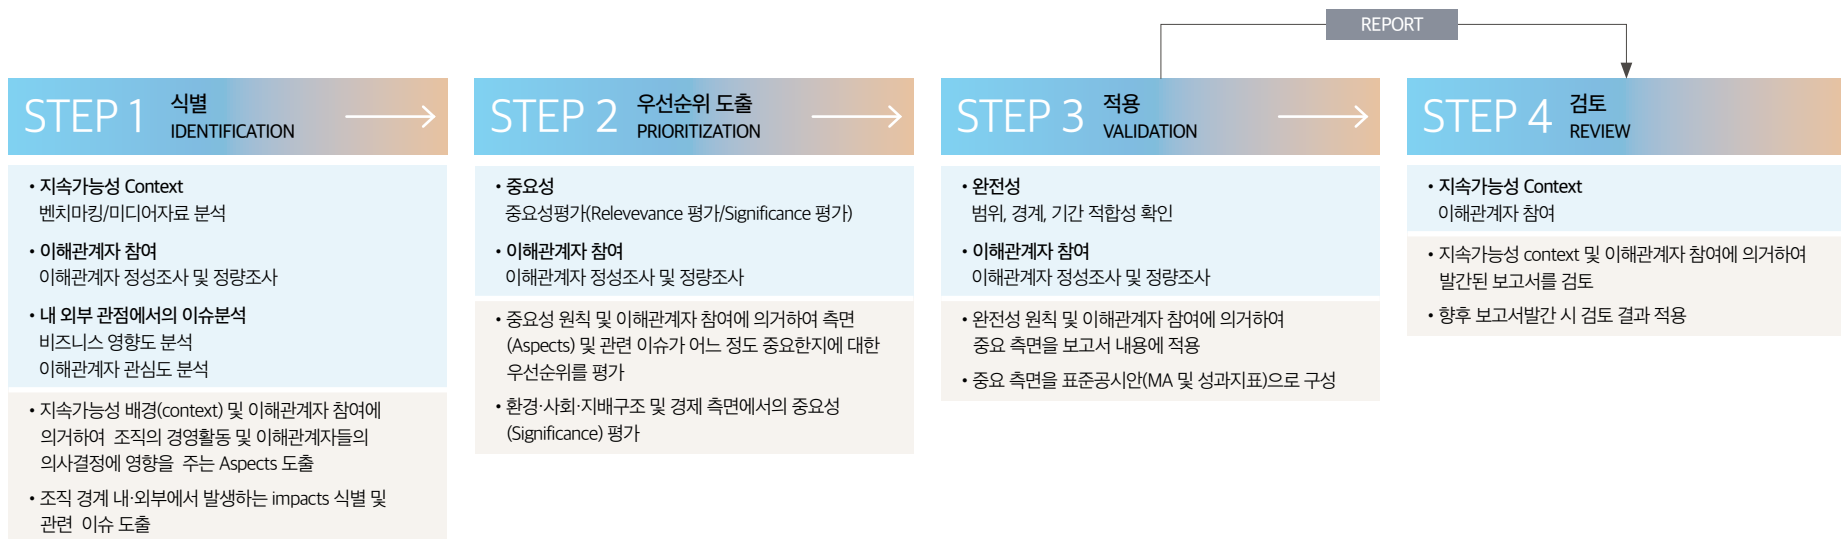 REPORT
STEP 1 식별
IDENTIFICATION
• 지속가능성 Context
벤치마킹/미디어자료 분석
• 이해관계자 참여
이해관계자 정성조사 및 정량조사
• 내 외부 관점에서의 이슈분석
비즈니스 영향도 분석
이해관계자 관심도 분석
• 지속가능성 배경(context) 및 이해관계자 참여에
의거하여 조직의 경영활동 및 이해관계자들의
의사결정에 영향을 주는 Aspects 도출
• 조직 경계 내·외부에서 발생하는 impacts 식별 및
관련 이슈 도출
STEP 2 우선순위 도출
PRIORITIZATION
• 중요성
중요성평가(Relevevance 평가/Significance 평가)
• 이해관계자 참여
이해관계자 정성조사 및 정량조사
• 중요성 원칙 및 이해관계자 참여에 의거하여 측면
(Aspects) 및 관련 이슈가 어느 정도 중요한지에 대한
우선순위를 평가
• 환경·사회·지배구조 및 경제 측면에서의 중요성
(Significance) 평가
STEP 3 적용
VALIDATION
• 완전성
범위, 경계, 기간 적합성 확인
• 이해관계자 참여
이해관계자 정성조사 및 정량조사
• 완전성 원칙 및 이해관계자 참여에 의거하여
중요 측면을 보고서 내용에 적용
• 중요 측면을 표준공시안(MA 및 성과지표)으로 구성
STEP 4 검토
REVIEW
• 지속가능성 Context
이해관계자 참여
• 지속가능성 context 및 이해관계자 참여에 의거하여
발간된 보고서를 검토
• 향후 보고서발간 시 검토 결과 적용